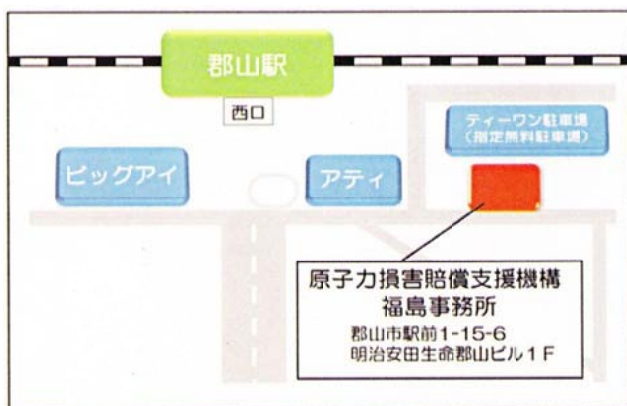 郡山駅
西口
ティーワン駐車場
(指定無料駐車場)
ビッグアイ
アティ
原子力損害賠償支援機構
福島事務所
郡山市駅前1-15-6
明治安田生命郡山ビル1F